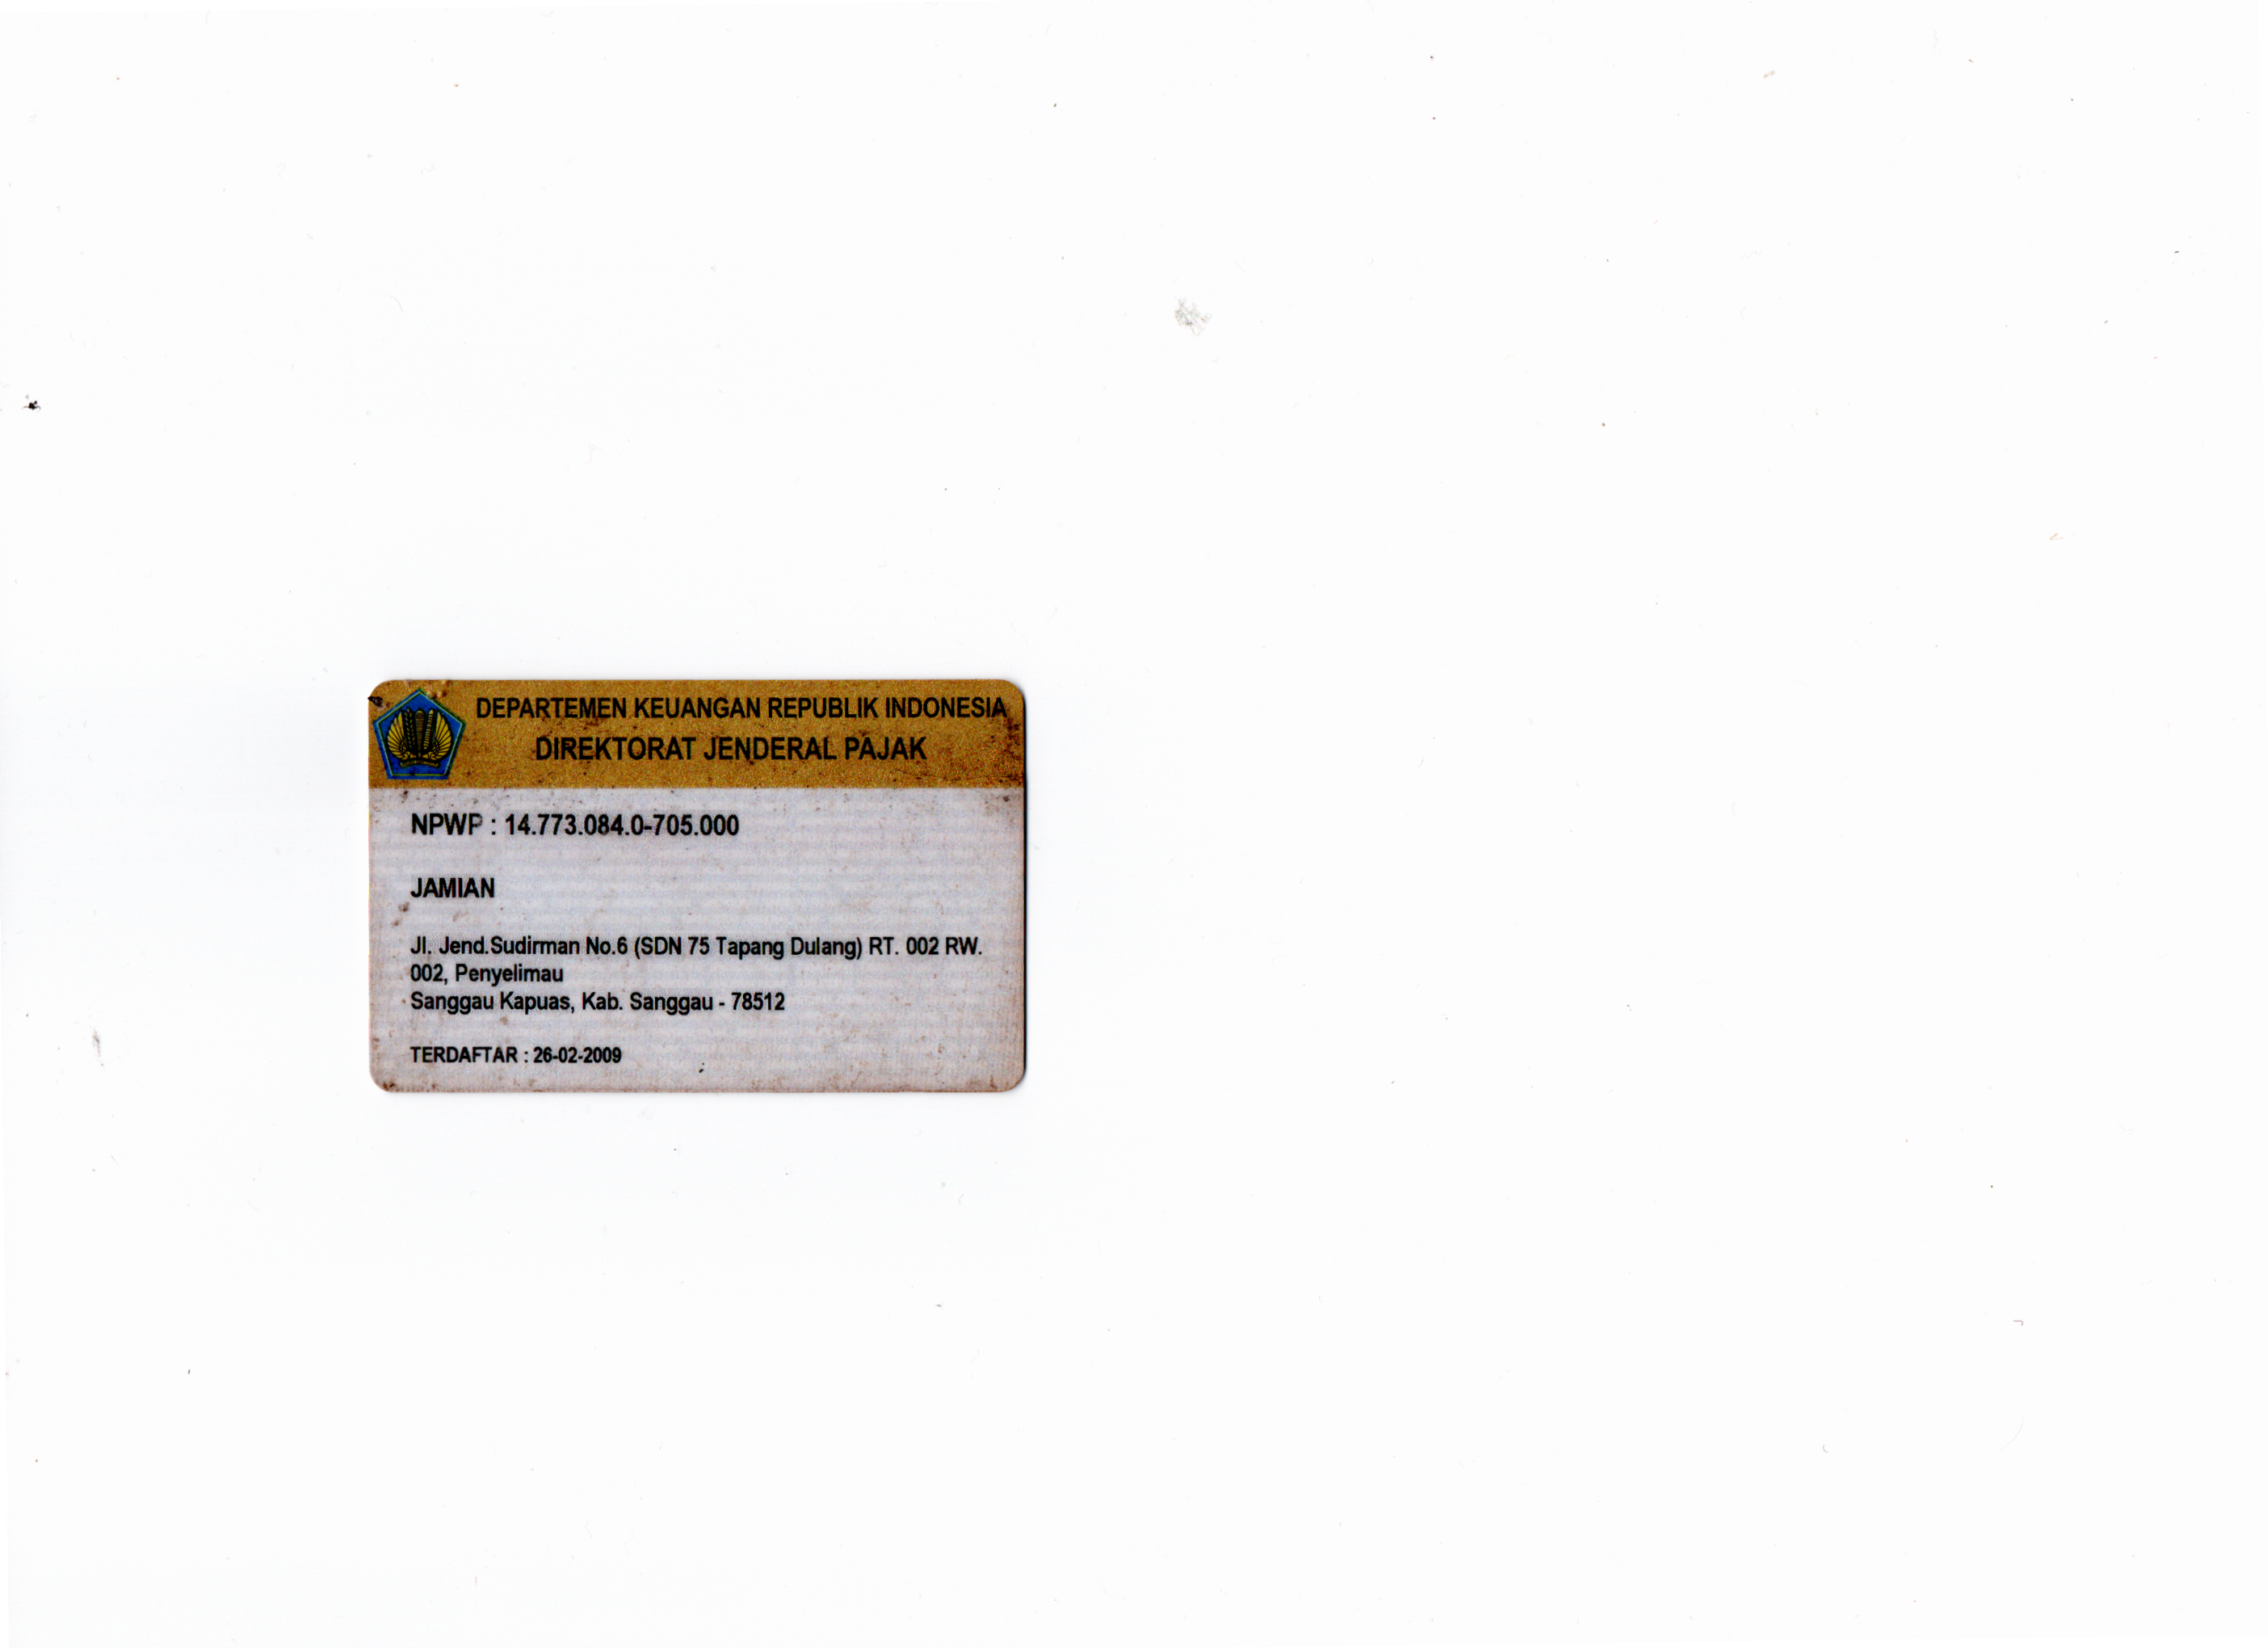 DEPARTEMEN KEUANGAN REPUBLIK INDONESIA
DIREKTORAT JENDERAL PAJAK
NPWP : 14.773.084.0-705.000
JAMIAN
Jl. Jend.Sudirman No.6 (SDN 75 Tapang Dulang) RT. 002 RW.
002, Penyelimau
Sanggau Kapuas, Kab. Sanggau - 78512
TERDAFTAR : 26-02-2009